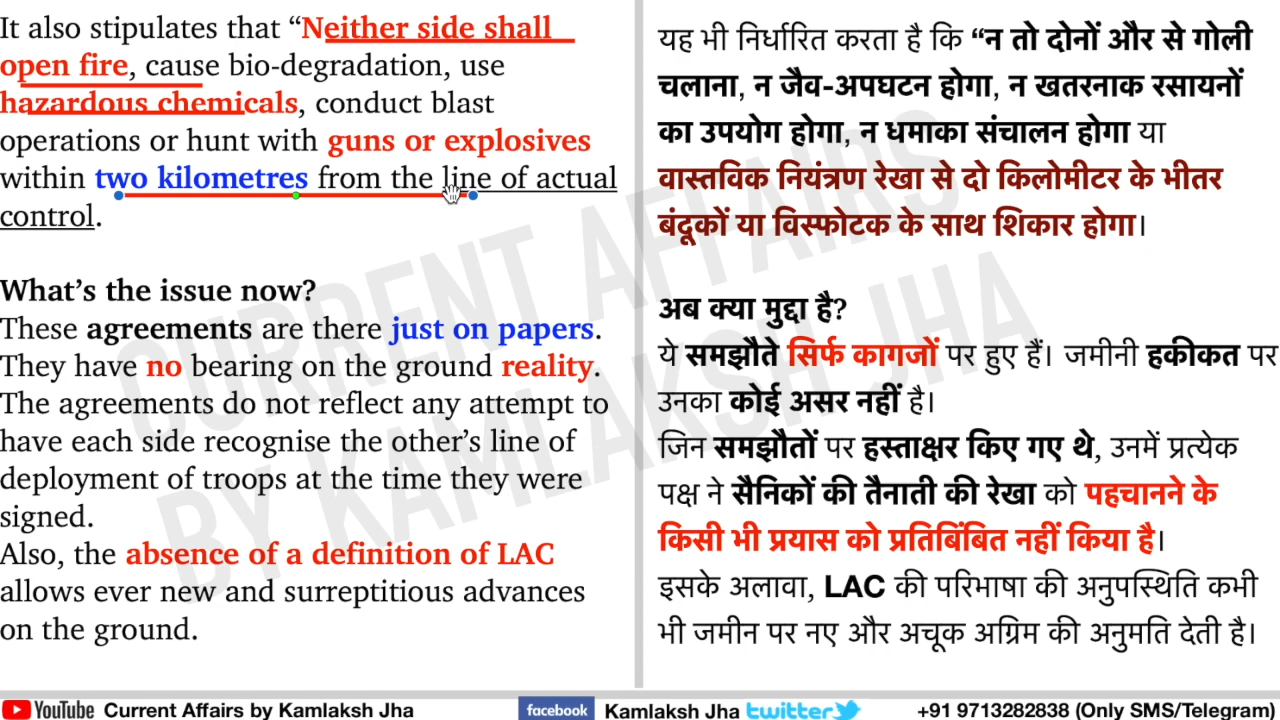 It also stipulates that “Neither side shall
open fire, cause bio-degradation, use
hazardous chemicals, conduct blast
operations or hunt with guns or explosives
within two kilometres from the line of actual
control.
What’s the issue now?
These agreements are there just on papers.
They have no bearing on the ground reality.
The agreements do not reflect any attempt to
have each side recognise the other’s line of
deployment of troops at the time they were
signed.
Also, the absence of a definition of LAC
allows ever new and surreptitious advances
on the ground.
यह भी निर्धारित करता है कि “न तो दोनों और से गोली
चलाना, न जैव-अपघटन होगा, न खतरनाक रसायनों
का उपयोग होगा, न धमाका संचालन होगा या
वास्तविक नियंत्रण रेखा से दो किलोमीटर के भीतर
बंदूकों या विस्फोटक के साथ शिकार होगा।
अब क्या मुद्दा है?
ये समझौते सिर्फ कागजों पर हुए हैं। जमीनी हकीकत पर
उनका कोई असर नहीं है।
जिन समझौतों पर हस्ताक्षर किए गए थे, उनमें प्रत्येक
पक्ष ने सैनिकों की तैनाती की रेखा को पहचानने के
किसी भी प्रयास को प्रतिबिंबित नहीं किया है।
इसके अलावा, LAC की परिभाषा की अनुपस्थिति कभी
भी जमीन पर नए और अचूक अग्रिम की अनुमति देती है।
CURRENT AFFAIRS
BY KAMLAKSH JHA
YouTube Current Affairs by Kamlaksh Jha facebook Kamlaksh Jha twitter +91 9713282838 (Only SMS/Telegram)